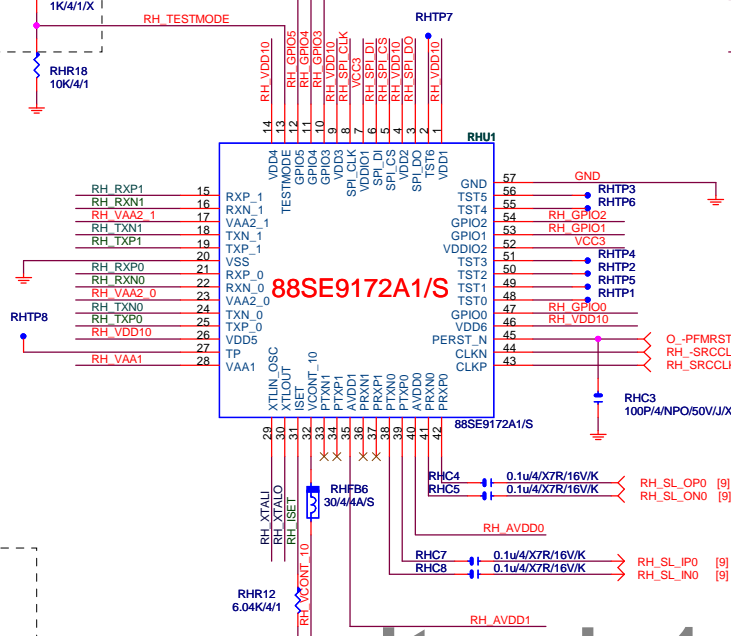 1K/4/1/X
RH_TESTMODE
RHTP7
RHR18
10K/4/1
RH_VDD10
RH_GPIO5
RH_GPIO4
RH_GPIO3
RH_VDD10
RH_SPI_CLK
VCC3
RH_SPI_DI
RH_SPI_CS
RH_VDD10
RH_SPI_DO
RH_VDD10
RHU1
14 13 12 11 10 9 8 7 6 5 4 3 2 1
VDD4
TESTMODE
GPIO5
GPIO4
GPIO3
VDD3
SPI_CLK
VDDIO1
SPI_DI
SPI_CS
VDD2
SPI_DO
TST6
VDD1
RH_RXP1 15 RXP_1
RH_RXN1 16 RXN_1
RH_VAA2_1 17 VAA2_1
RH_TXN1 18 TXN_1
RH_TXP1 19 TXP_1
20 VSS
RH_RXP0 21 RXP_0
RH_RXN0 22 RXN_0
RH_VAA2_0 23 VAA2_0
RH_TXN0 24 TXN_0
RH_TXP0 25 TXP_0
RHTP8
RH_VDD10 26 VDD5
27 TP
RH_VAA1 28 VAA1
88SE9172A1/S
GND 57 GND
TST5 56 RHTP3
TST4 55 RHTP6
GPIO2 54 RH_GPIO2
GPIO1 53 RH_GPIO1
VDDIO2 52 VCC3
TST3 51 RHTP4
TST2 50 RHTP2
TST1 49 RHTP5
TST0 48 RHTP1
GPIO0 47 RH_GPIO0
VDD6 46 RH_VDD10
PERST_N 45 O_-PFMRST
CLKN 44 RH_-SRCCL
CLKP 43 RH_SRCCLK
RHC3
100P/4/NPO/50V/J/X
XTLIN_OSC
XTLOUT
ISET
VCONT_10
PTXN1
PTXP1
AVDD1
PRXN1
PRXP1
PTXN0
PTXP0
AVDD0
PRXN0
PRXP0
88SE9172A1/S
29 30 31 32 33 34 35 36 37 38 39 40 41 42
RH_XTALI
RH_XTALO
RH_ISET
RHFB6
30/4/4A/S
RH_VCONT_10
RHR12
6.04K/4/1
RHC4 0.1u/4/X7R/16V/K RH_SL_OP0 [9]
RHC5 0.1u/4/X7R/16V/K RH_SL_ON0 [9]
RH_AVDD0
RHC7 0.1u/4/X7R/16V/K RH_SL_IP0 [9]
RHC8 0.1u/4/X7R/16V/K RH_SL_IN0 [9]
RH_AVDD1